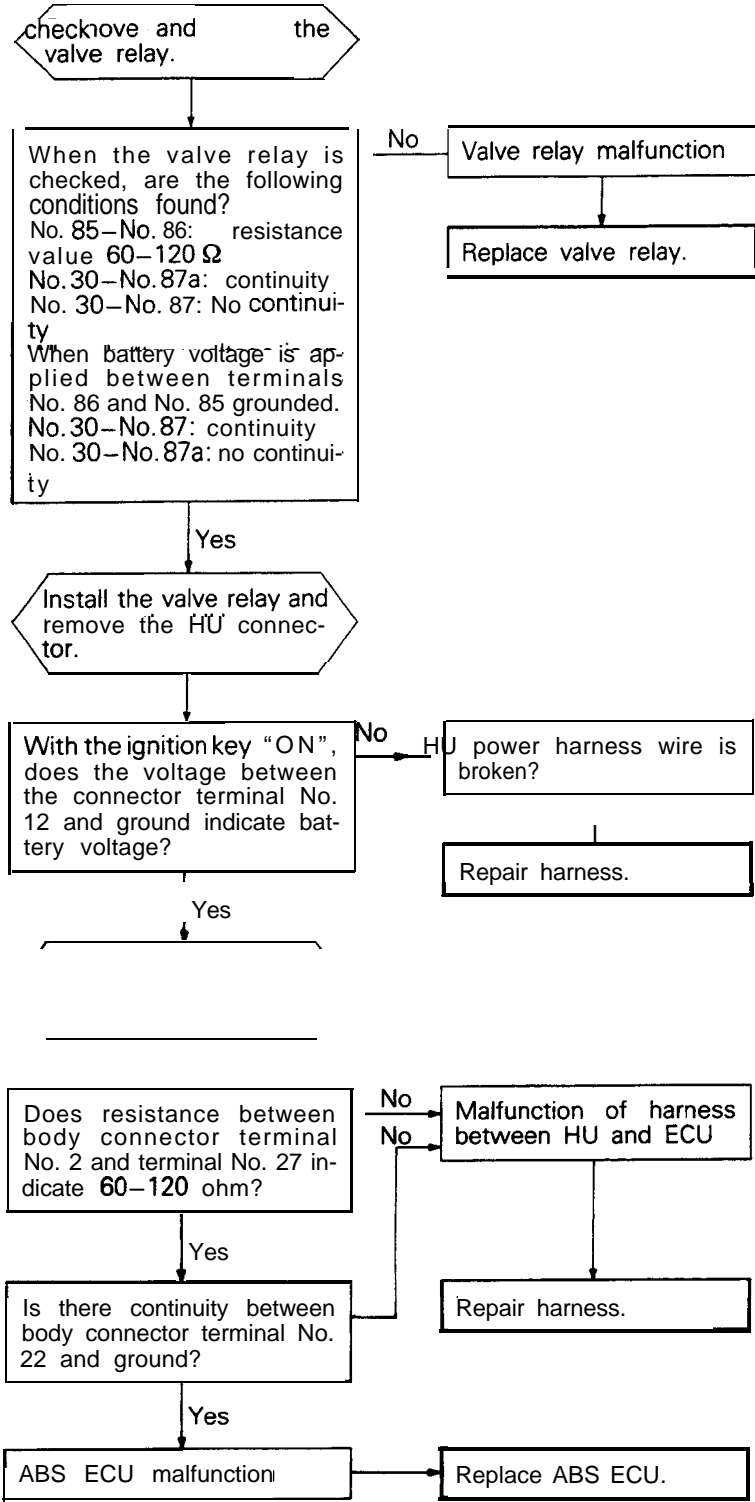 checkmove and the
valve relay.
When the valve relay is
checked, are the following
conditions found?
No. 85–No. 86: resistance
value 60–120 Ω
No. 30–No. 87a: continuity
No. 30–No. 87: No continui-
ty
When battery voltage is ap-
plied between terminals
No. 86 and No. 85 grounded.
No. 30–No. 87: continuity
No. 30–No. 87a: no continui-
ty
No
Valve relay malfunction
Replace valve relay.
Yes
Install the valve relay and
remove the HU connec-
tor.
With the ignition key “ON”,
does the voltage between
the connector terminal No.
12 and ground indicate bat-
tery voltage?
No
HU power harness wire is
broken?
Repair harness.
Yes
Does resistance between
body connector terminal
No. 2 and terminal No. 27 in-
dicate 60–120 ohm?
No
No
Malfunction of harness
between HU and ECU
Yes
Is there continuity between
body connector terminal No.
22 and ground?
Repair harness.
Yes
ABS ECU malfunction
Replace ABS ECU.